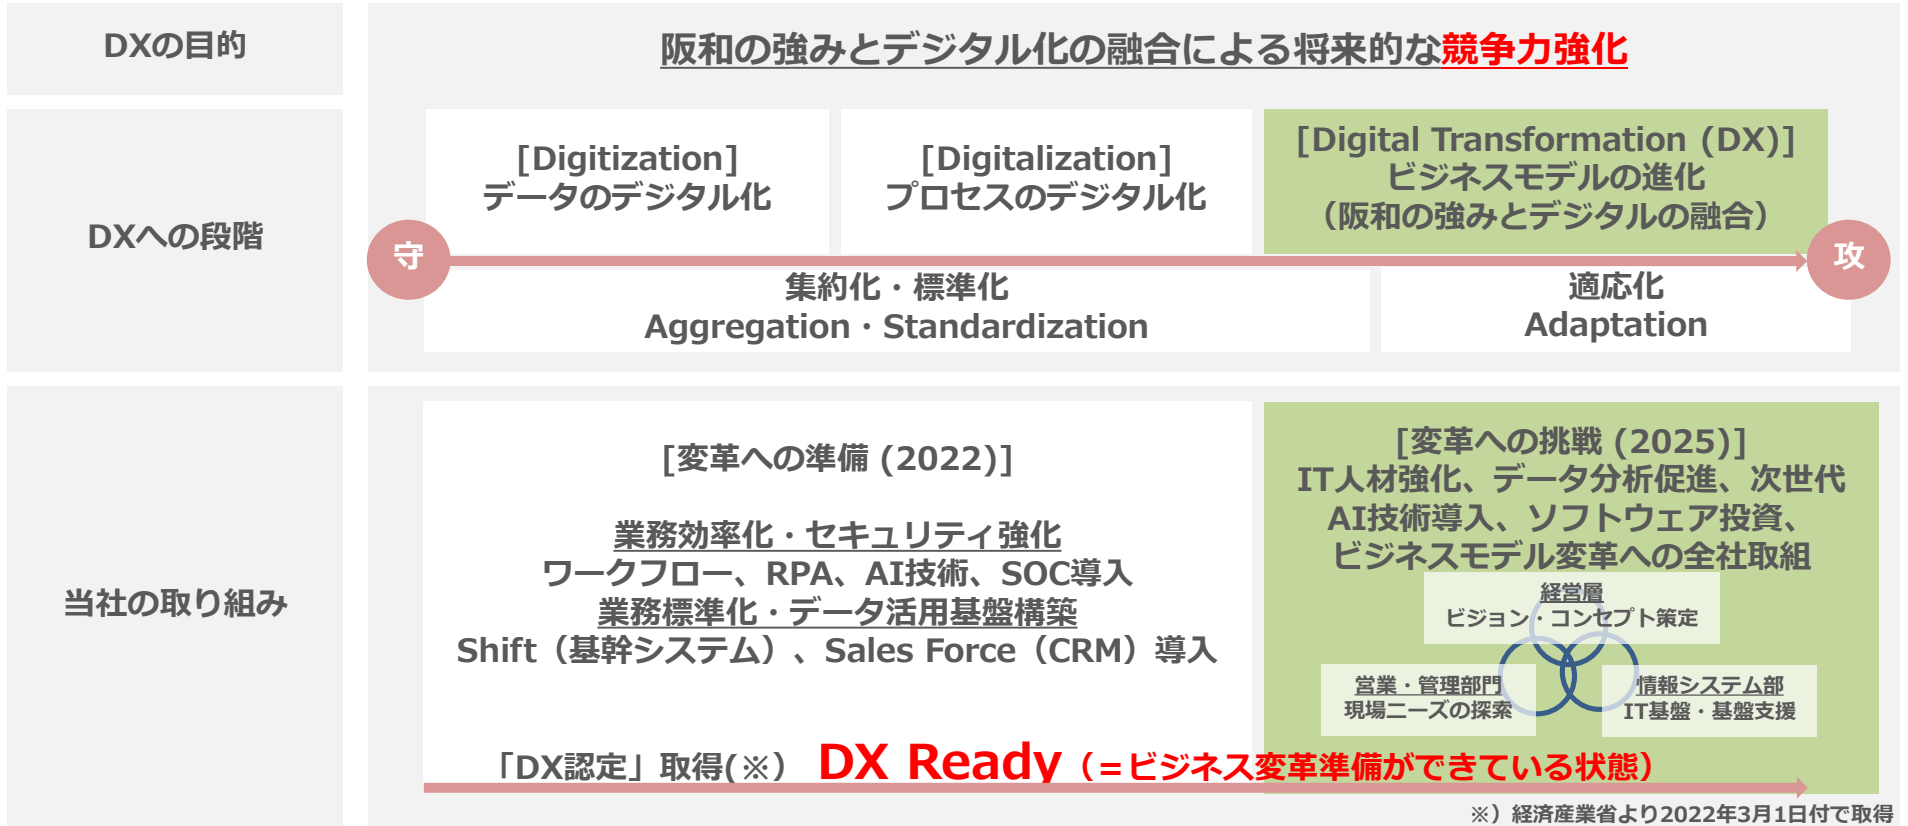 DXの目的
阪和の強みとデジタル化の融合による将来的な競争力強化
DXへの段階
[Digitization]
データのデジタル化
[Digitalization]
プロセスのデジタル化
[Digital Transformation (DX)]
ビジネスモデルの進化
（阪和の強みとデジタルの融合）
守
攻
集約化・標準化
Aggregation・Standardization
適応化
Adaptation
当社の取り組み
[変革への準備 (2022)]
業務効率化・セキュリティ強化
ワークフロー、RPA、AI技術、SOC導入
業務標準化・データ活用基盤構築
Shift（基幹システム）、Sales Force（CRM）導入
[変革への挑戦 (2025)]
IT人材強化、データ分析促進、次世代
AI技術導入、ソフトウェア投資、
ビジネスモデル変革への全社取組
経営層
ビジョン・コンセプト策定
営業・管理部門
現場ニーズの探索
情報システム部
IT基盤・基盤支援
「DX認定」取得(※） DX Ready（＝ビジネス変革準備ができている状態）
※）経済産業省より2022年3月1日付で取得